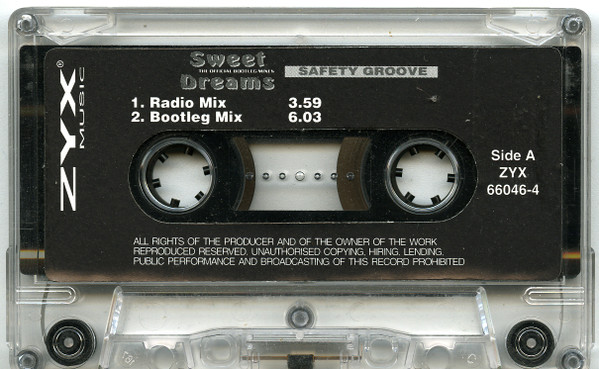 ZYX® MUSIC
Sweet
THE OFFICIAL BOOTLEG MIXES
Dreams
SAFETY GROOVE
1. Radio Mix 3.59
2. Bootleg Mix 6.03
Side A
ZYX
66046-4
ALL RIGHTS OF THE PRODUCER AND OF THE OWNER OF THE WORK
REPRODUCED RESERVED. UNAUTHORISED COPYING, HIRING, LENDING,
PUBLIC PERFORMANCE AND BROADCASTING OF THIS RECORD PROHIBITED